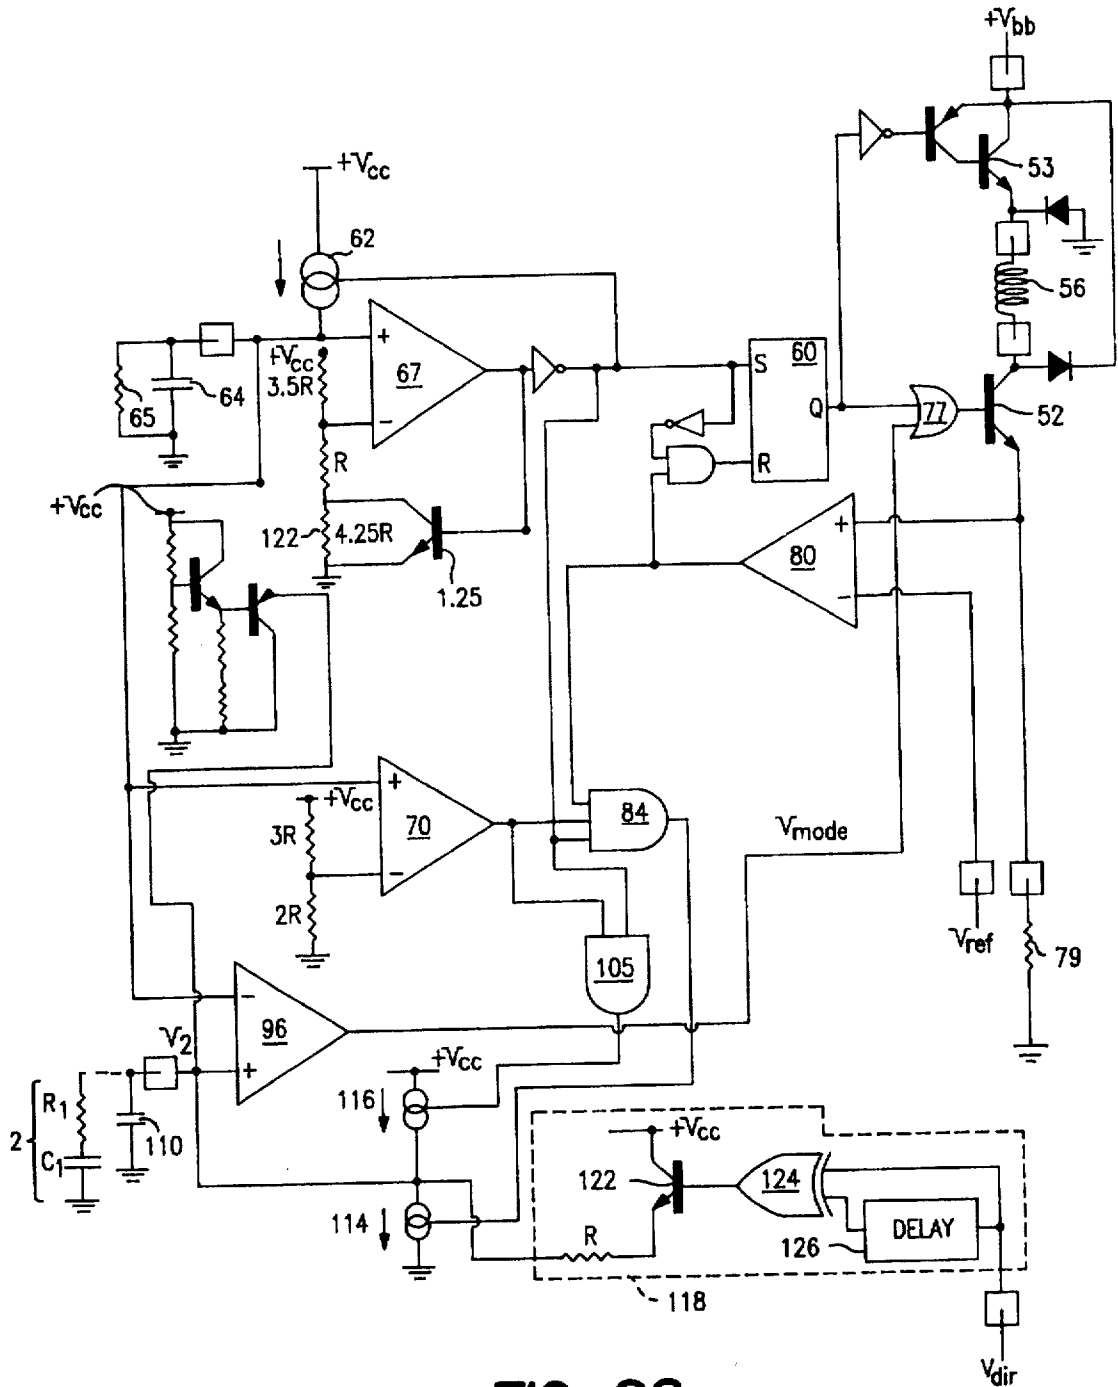 +Vbb
53
+Vcc
62
56
+
+Vcc
3.5R
67
S
60
Q
77
52
65
64
−
R
R
+Vcc
122
4.25R
1.25
+
80
−
+
+Vcc
70
84
Vmode
3R
−
2R
Vref
79
105
−
96
V2
+
+Vcc
116
R1
110
2
C1
+Vcc
122
124
114
R
126
DELAY
118
Vdir